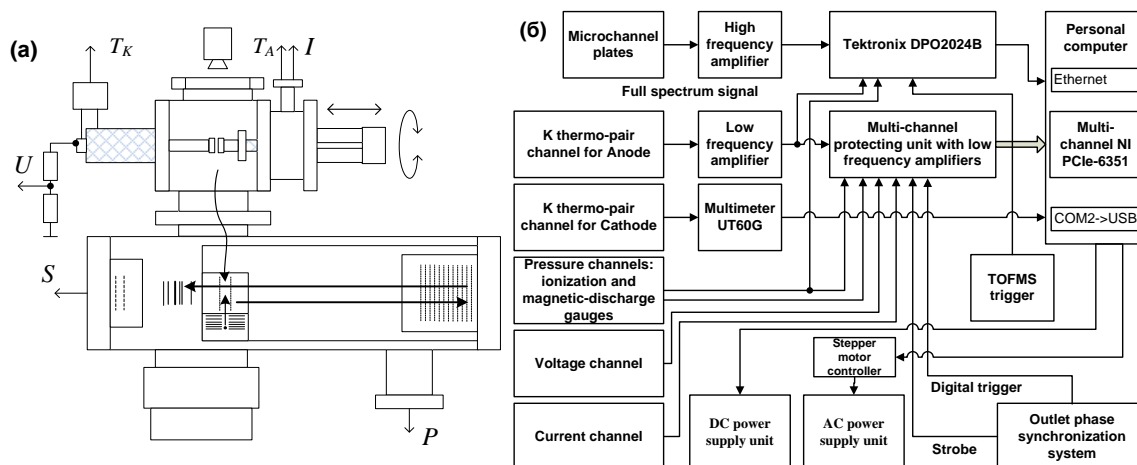 (a)
T_K
T_A
I
U
S
P
(б)
Microchannel
plates
High
frequency
amplifier
Tektronix DPO2024B
Personal
computer
Ethernet
Full spectrum signal
K thermo-pair
channel for Anode
Low
frequency
amplifier
Multi-channel
protecting unit with low
frequency amplifiers
Multi-
channel NI
PCIe-6351
K thermo-pair
channel for Cathode
Multimeter
UT60G
COM2->USB
Pressure channels:
ionization and
magnetic-discharge
gauges
TOFMS
trigger
Voltage channel
Stepper
motor
controller
Digital trigger
Current channel
DC power
supply unit
AC power
supply unit
Strobe
Outlet phase
synchronization
system